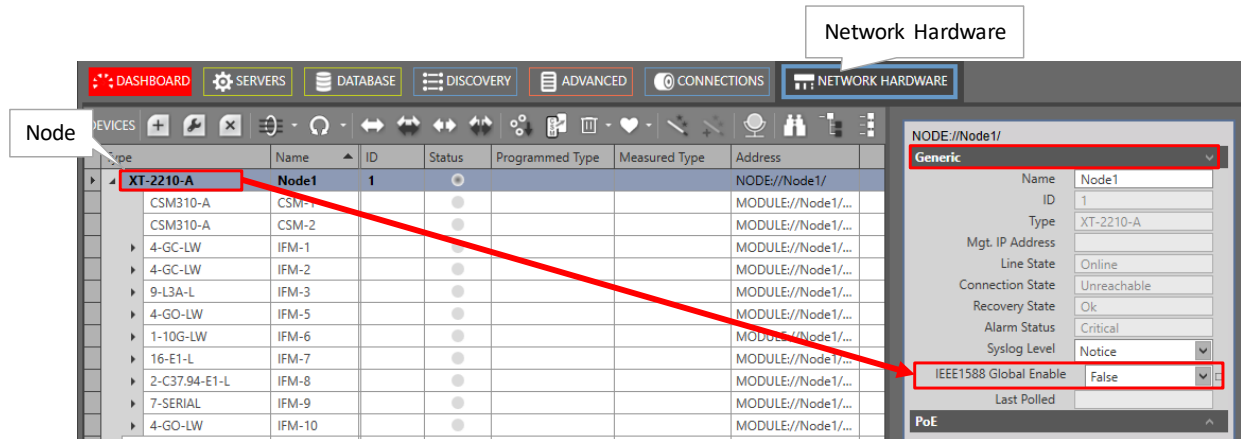 Network Hardware
DASHBOARD SERVERS DATABASE DISCOVERY ADVANCED CONNECTIONS NETWORK HARDWARE
Node
EVICES
Type Name ID Status Programmed Type Measured Type Address
XT-2210-A Node1 1 NODE://Node1/
CSM310-A CSM-1 MODULE://Node1/...
CSM310-A CSM-2 MODULE://Node1/...
4-GC-LW IFM-1 MODULE://Node1/...
4-GC-LW IFM-2 MODULE://Node1/...
9-L3A-L IFM-3 MODULE://Node1/...
4-GO-LW IFM-5 MODULE://Node1/...
1-10G-LW IFM-6 MODULE://Node1/...
16-E1-L IFM-7 MODULE://Node1/...
2-C37.94-E1-L IFM-8 MODULE://Node1/...
7-SERIAL IFM-9 MODULE://Node1/...
4-GO-LW IFM-10 MODULE://Node1/...
NODE://Node1/
Generic
Name Node1
ID 1
Type XT-2210-A
Mgt. IP Address
Line State Online
Connection State Unreachable
Recovery State Ok
Alarm Status Critical
Syslog Level Notice
IEEE1588 Global Enable False
Last Polled
PoE